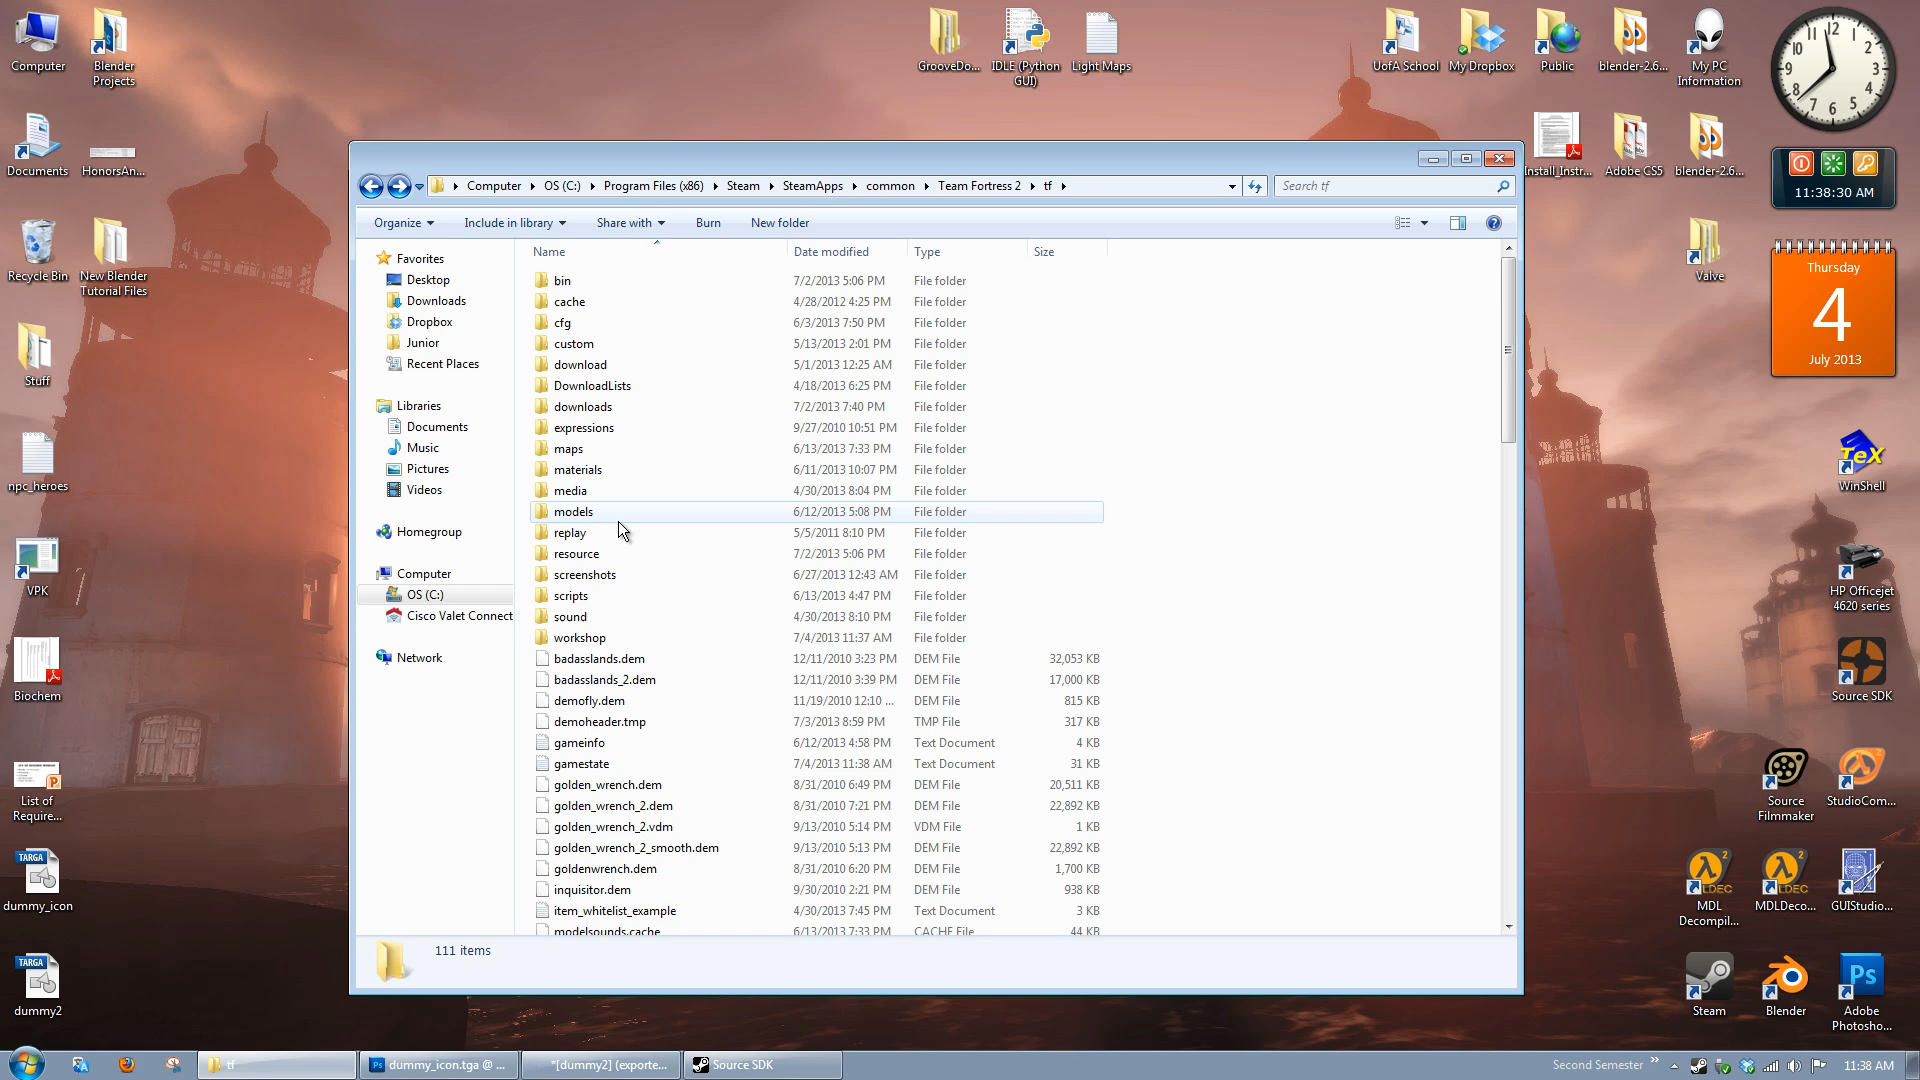 Computer
Blender
Projects
GrooveDo...
IDLE (Python
GUI)
Light Maps
UofA School
My Dropbox
Public
blender-2.6...
My PC
Information
12
1
2
3
4
5
6
7
8
9
10
11
Documents
HonorsAn...
Install_Instr...
Adobe CS5
blender-2.6...
11:38:30 AM
Recycle Bin
New Blender
Tutorial Files
Valve
Thursday
4
July 2013
Stuff
npc_heroes
VPK
Biochem
List of
Require...
TARGA
dummy_icon
TARGA
dummy2
TeX
WinShell
HP Officejet
4620 series
Source SDK
Source
Filmmaker
StudioCom...
2
DEC
MDL
Decompil...
2
DEC
MDLDeco...
GUIStudio...
Steam
Blender
Ps
Adobe
Photosho...
Computer
OS (C:)
Program Files (x86)
Steam
SteamApps
common
Team Fortress 2
tf
Search tf
Organize
Include in library
Share with
Burn
New folder
Favorites
Desktop
Downloads
Dropbox
Junior
Recent Places
Libraries
Documents
Music
Pictures
Videos
Homegroup
Computer
OS (C:)
Cisco Valet Connect
Network
Name Date modified Type Size
bin 7/2/2013 5:06 PM File folder
cache 4/28/2012 4:25 PM File folder
cfg 6/3/2013 7:50 PM File folder
custom 5/13/2013 2:01 PM File folder
download 5/1/2013 12:25 AM File folder
DownloadLists 4/18/2013 6:25 PM File folder
downloads 7/2/2013 7:40 PM File folder
expressions 9/27/2010 10:51 PM File folder
maps 6/13/2013 7:33 PM File folder
materials 6/11/2013 10:07 PM File folder
media 4/30/2013 8:04 PM File folder
models 6/12/2013 5:08 PM File folder
replay 5/5/2011 8:10 PM File folder
resource 7/2/2013 5:06 PM File folder
screenshots 6/27/2013 12:43 AM File folder
scripts 6/13/2013 4:47 PM File folder
sound 4/30/2013 8:10 PM File folder
workshop 7/4/2013 11:37 AM File folder
badasslands.dem 12/11/2010 3:23 PM DEM File 32,053 KB
badasslands_2.dem 12/11/2010 3:39 PM DEM File 17,000 KB
demofly.dem 11/19/2010 12:10 ... DEM File 815 KB
demoheader.tmp 7/3/2013 8:59 PM TMP File 317 KB
gameinfo 6/12/2013 4:58 PM Text Document 4 KB
gamestate 7/4/2013 11:38 AM Text Document 31 KB
golden_wrench.dem 8/31/2010 6:49 PM DEM File 20,511 KB
golden_wrench_2.dem 8/31/2010 7:21 PM DEM File 22,892 KB
golden_wrench_2.vdm 9/13/2010 5:14 PM VDM File 1 KB
golden_wrench_2_smooth.dem 9/13/2010 5:13 PM DEM File 22,892 KB
goldenwrench.dem 8/31/2010 6:20 PM DEM File 1,700 KB
inquisitor.dem 9/30/2010 2:21 PM DEM File 938 KB
item_whitelist_example 4/30/2013 7:45 PM Text Document 3 KB
modelsounds.cache 6/13/2013 7:33 PM CACHE File 44 KB
111 items
tf
Ps dummy_icon.tga @ ...
*[dummy2] (exporte...
Source SDK
Second Semester
11:38 AM